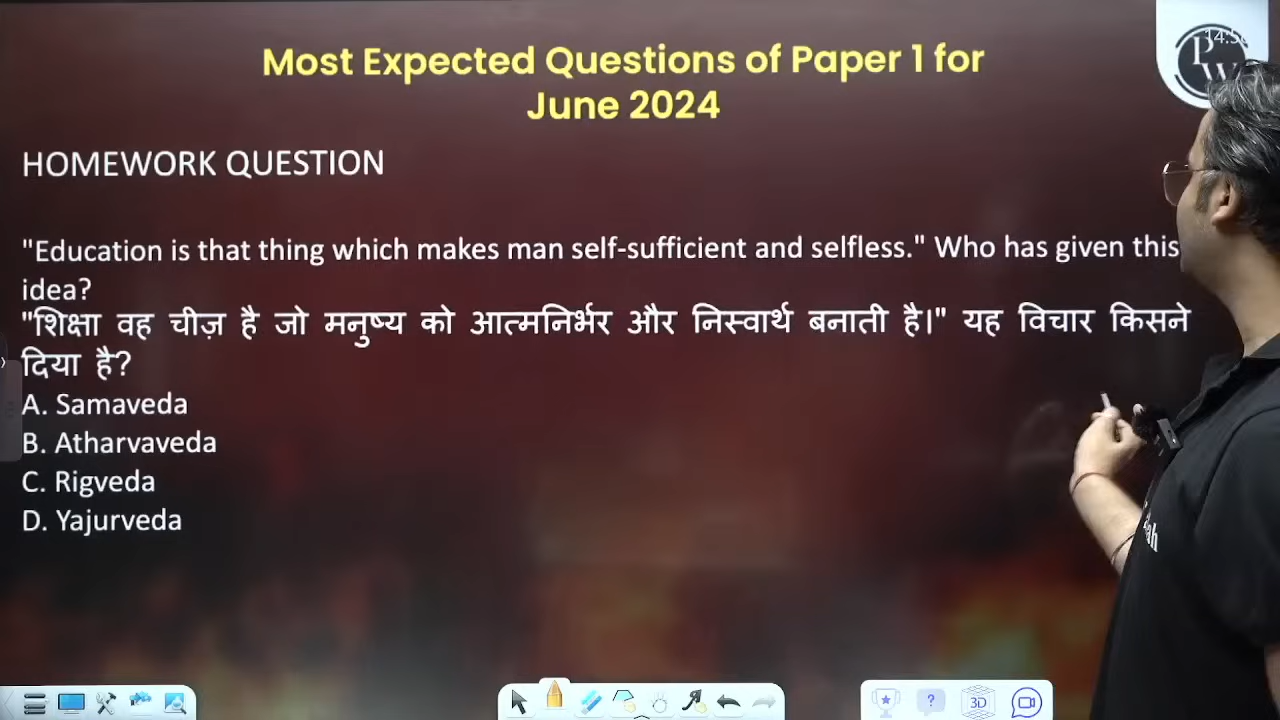 Most Expected Questions of Paper 1 for
June 2024
HOMEWORK QUESTION
"Education is that thing which makes man self-sufficient and selfless." Who has given this
idea?
"शिक्षा वह चीज़ है जो मनुष्य को आत्मनिर्भर और निस्वार्थ बनाती है।" यह विचार किसने
दिया है?
A. Samaveda
B. Atharvaveda
C. Rigveda
D. Yajurveda
PW
3D
?